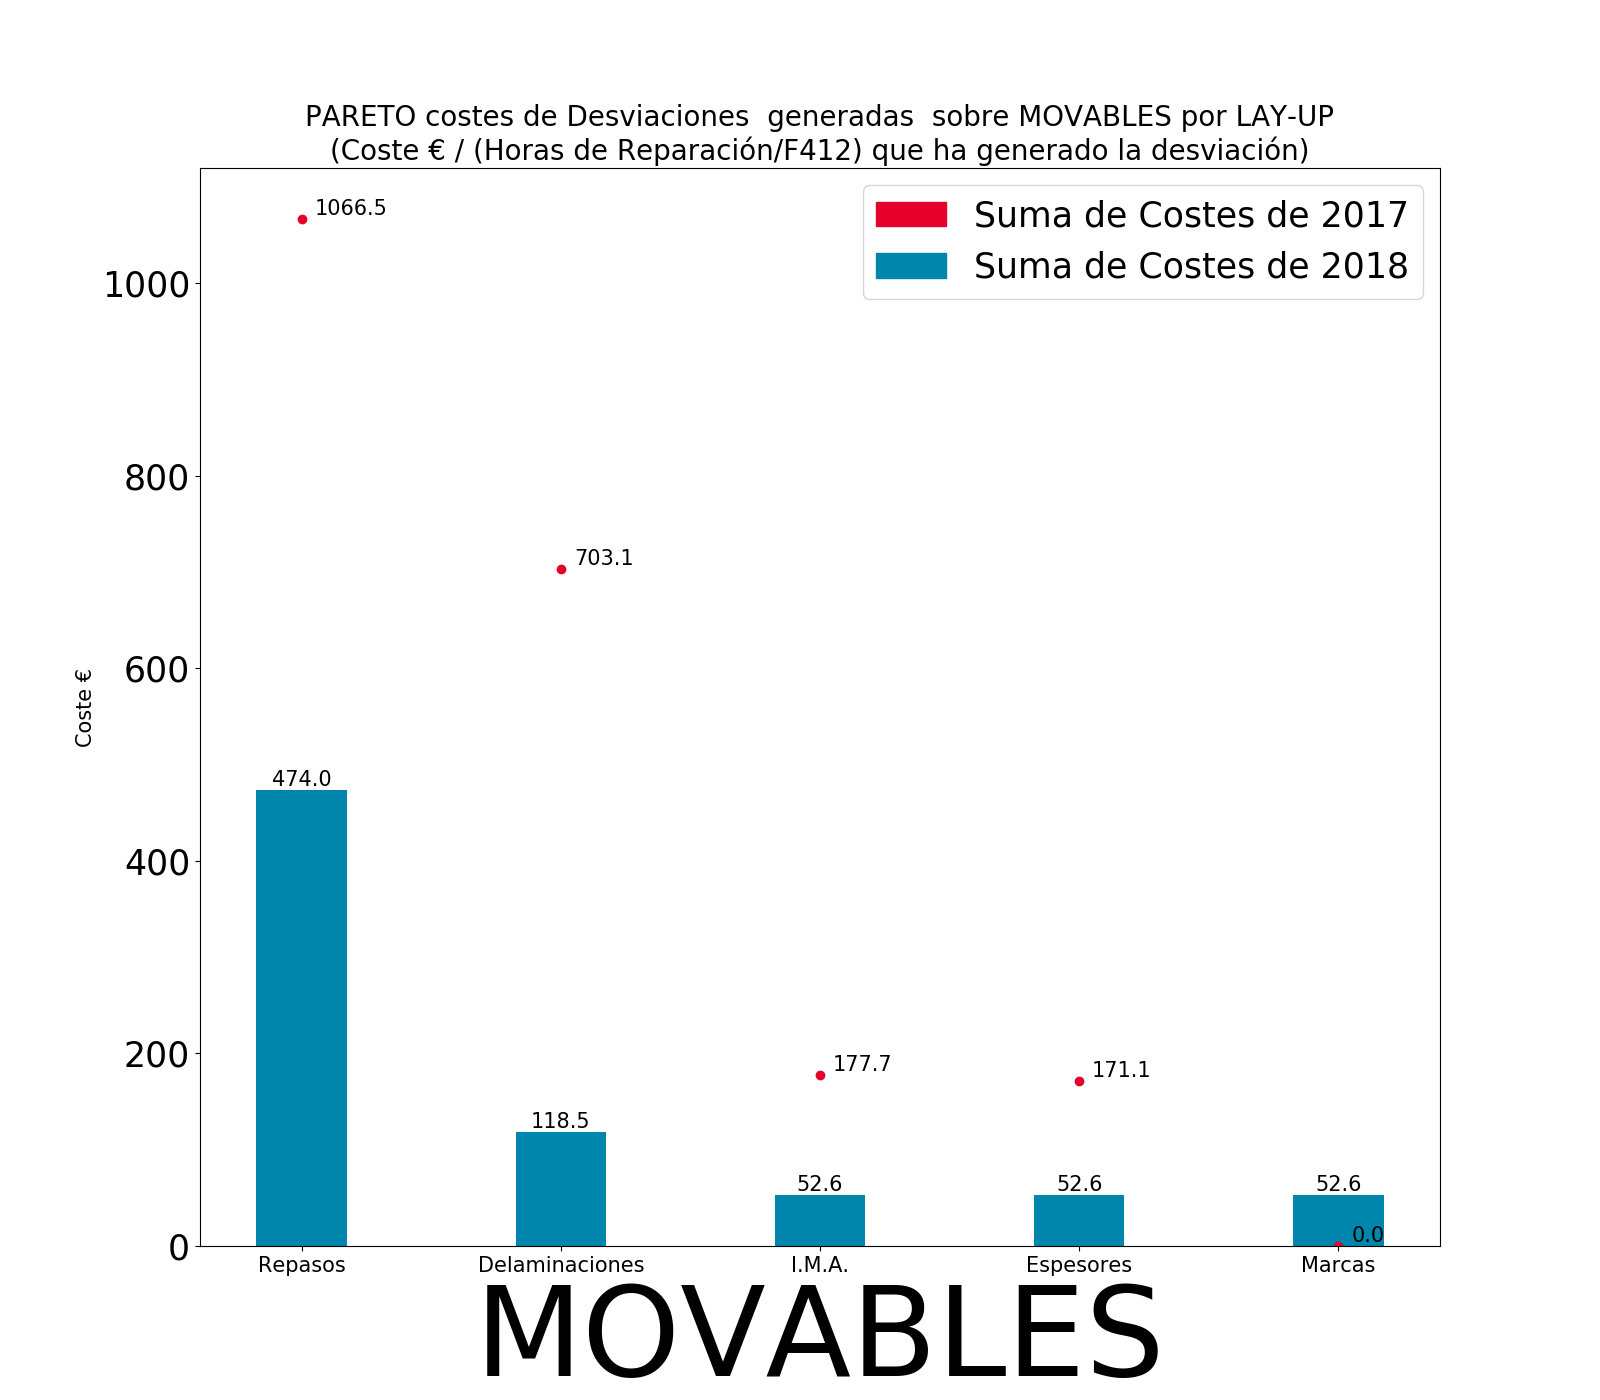 PARETO costes de Desviaciones  generadas  sobre MOVABLES por LAY-UP
(Coste € / (Horas de Reparación/F412) que ha generado la desviación)
Suma de Costes de 2017
Suma de Costes de 2018
1066.5
1000
800
703.1
600
Coste €
474.0
400
200
177.7
171.1
118.5
52.6
52.6
52.6
0.0
0
Repasos
Delaminaciones
I.M.A.
Espesores
Marcas
MOVABLES